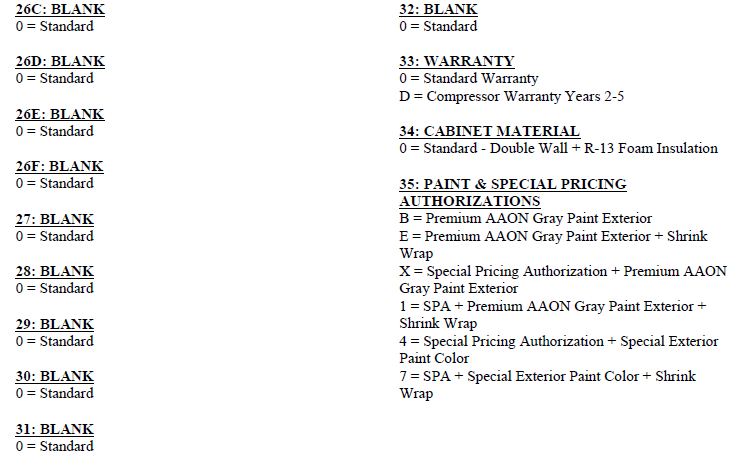 26C: BLANK
0 = Standard
26D: BLANK
0 = Standard
26E: BLANK
0 = Standard
26F: BLANK
0 = Standard
27: BLANK
0 = Standard
28: BLANK
0 = Standard
29: BLANK
0 = Standard
30: BLANK
0 = Standard
31: BLANK
0 = Standard
32: BLANK
0 = Standard
33: WARRANTY
0 = Standard Warranty
D = Compressor Warranty Years 2-5
34: CABINET MATERIAL
0 = Standard - Double Wall + R-13 Foam Insulation
35: PAINT & SPECIAL PRICING
AUTHORIZATIONS
B = Premium AAON Gray Paint Exterior
E = Premium AAON Gray Paint Exterior + Shrink
Wrap
X = Special Pricing Authorization + Premium AAON
Gray Paint Exterior
1 = SPA + Premium AAON Gray Paint Exterior +
Shrink Wrap
4 = Special Pricing Authorization + Special Exterior
Paint Color
7 = SPA + Special Exterior Paint Color + Shrink
Wrap